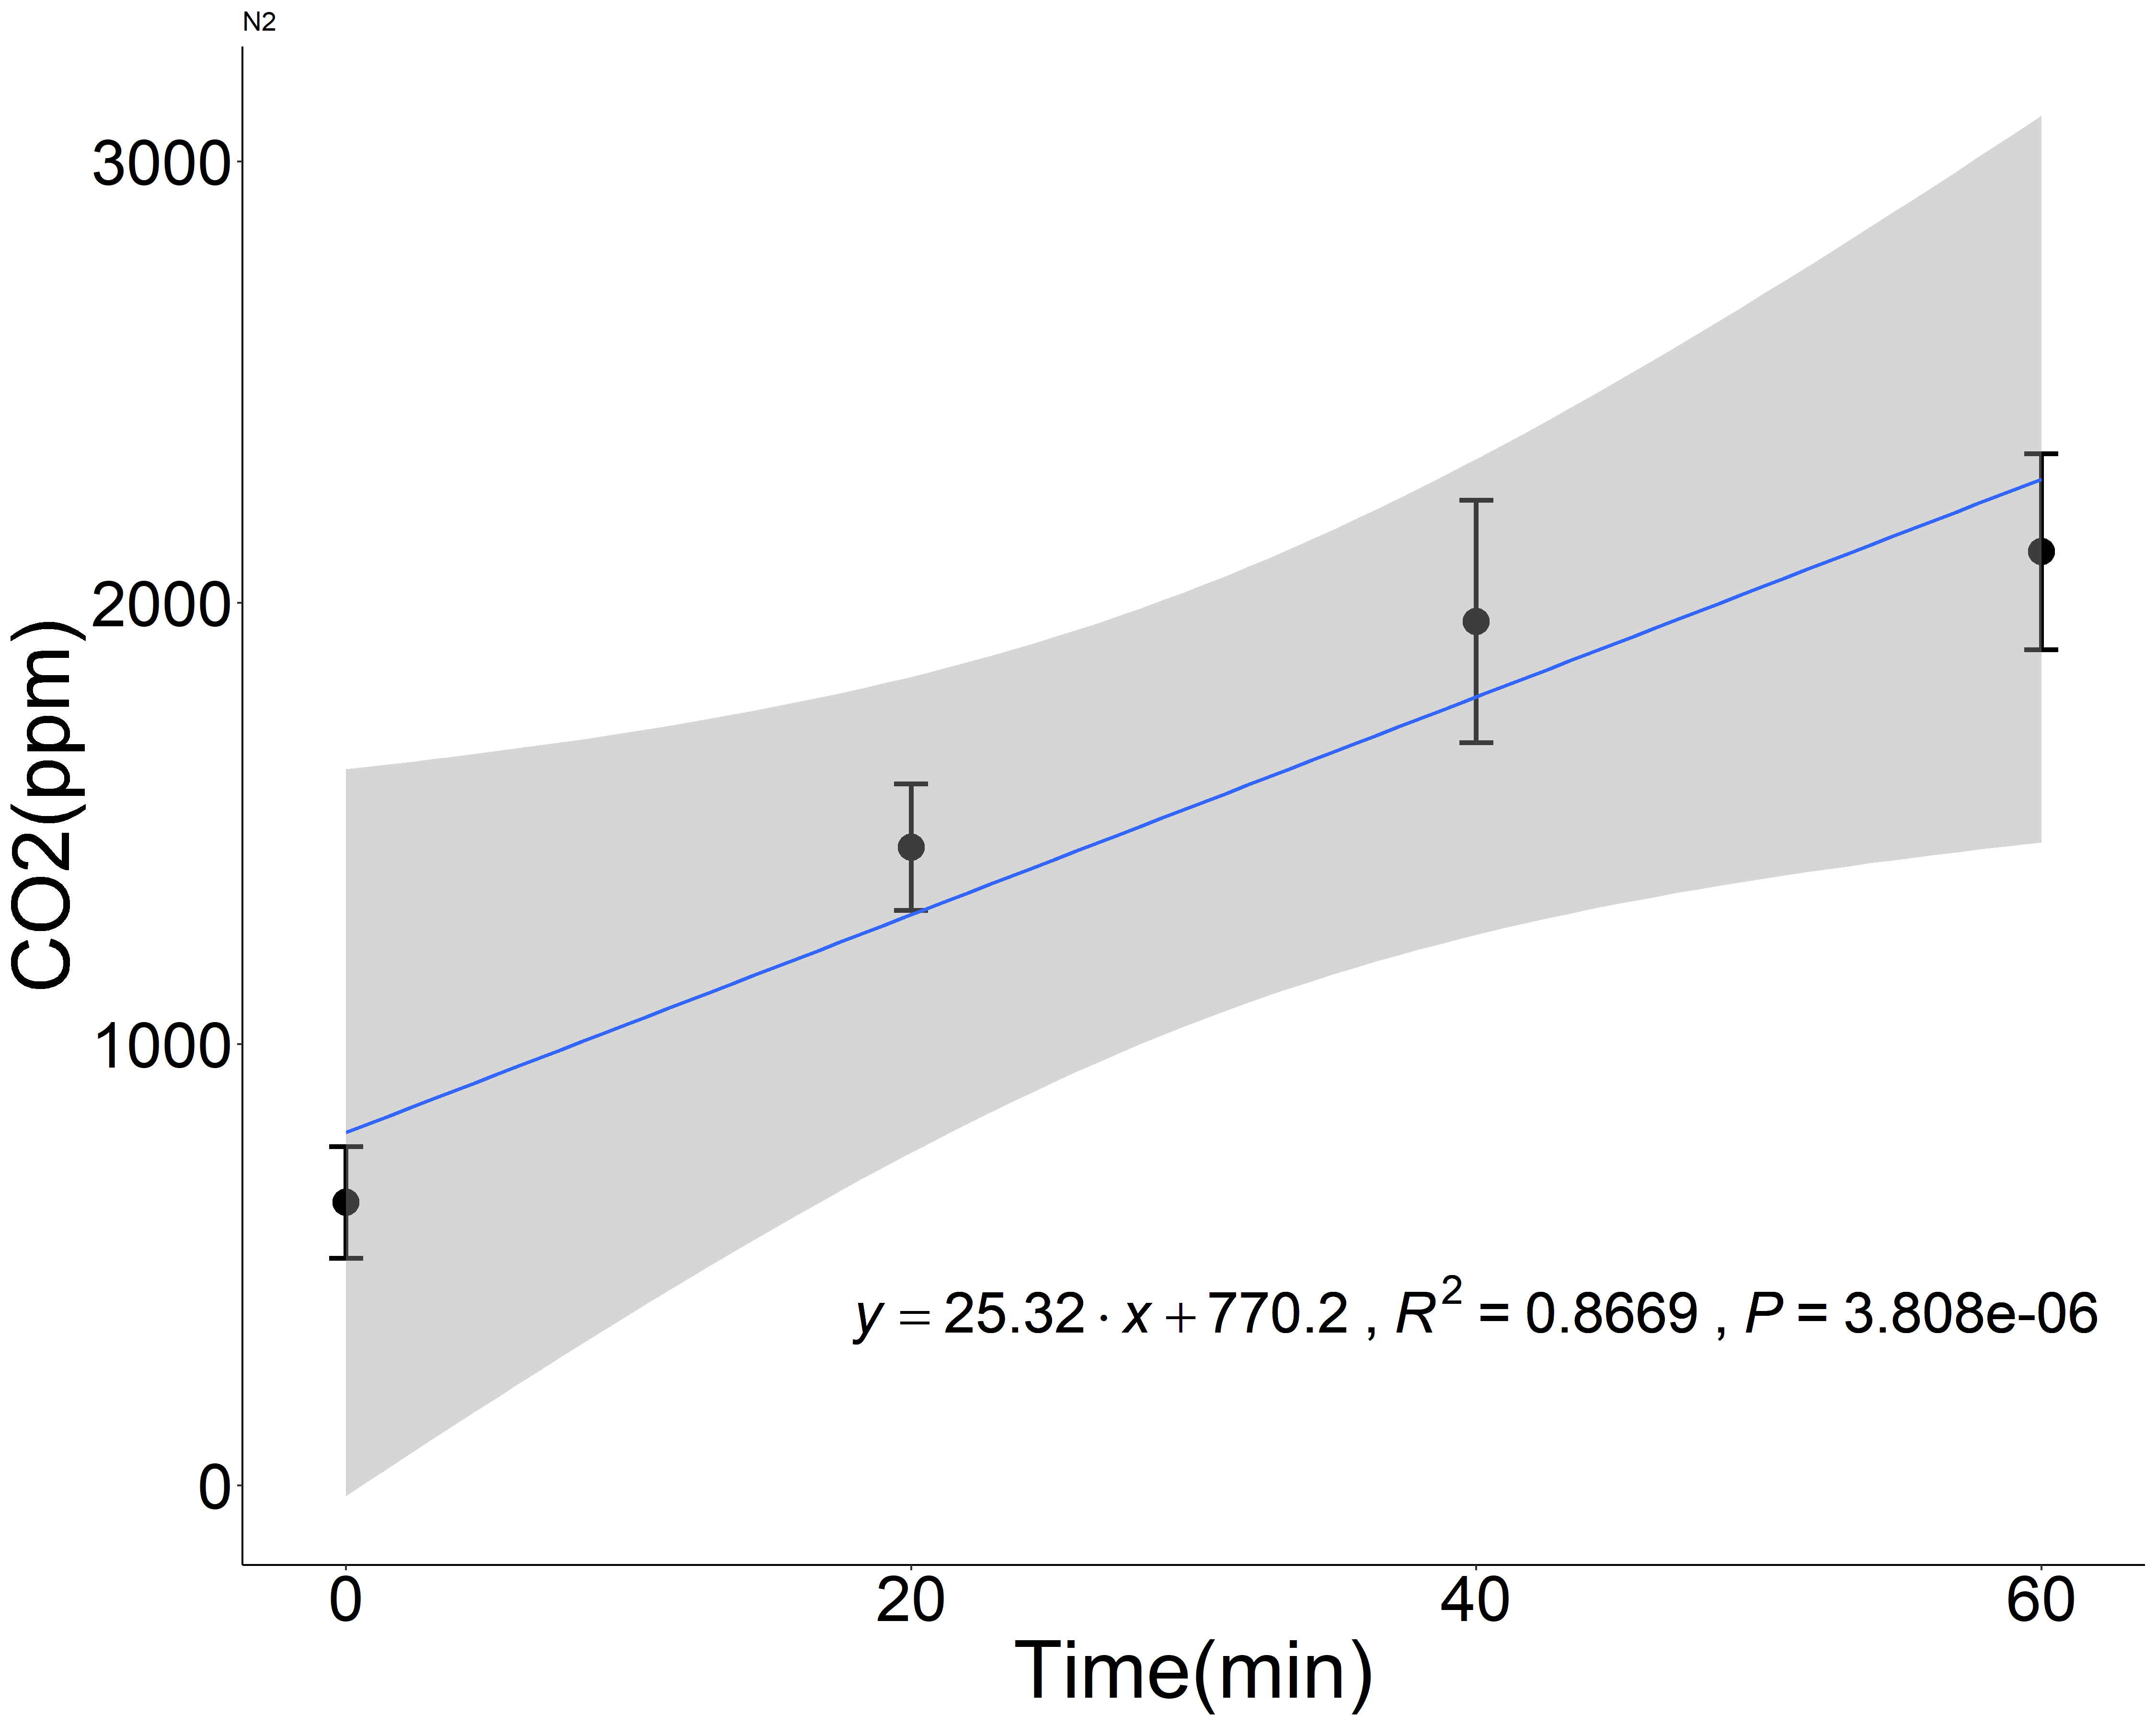 N2
3000
2000
1000
0
CO2(ppm)
y = 25.32 · x + 770.2 , R² = 0.8669 , P = 3.808e-06
0 20 40 60
Time(min)